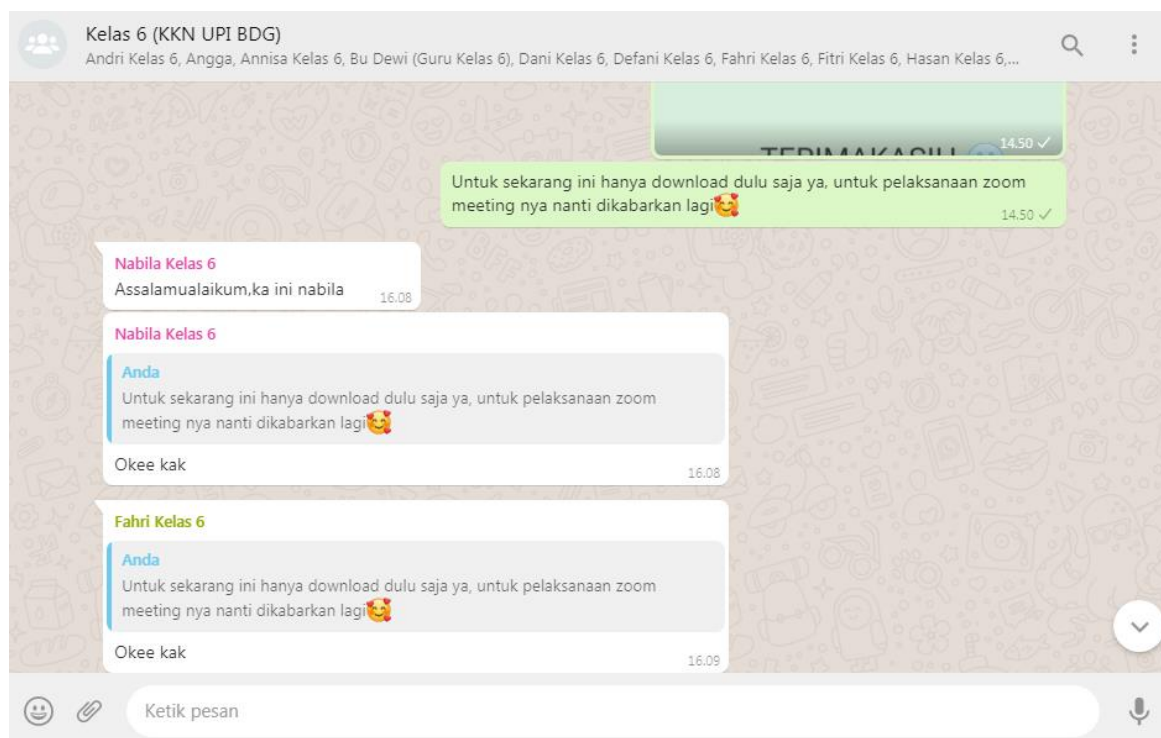 Kelas 6 (KKN UPI BDG)
Andri Kelas 6, Angga, Annisa Kelas 6, Bu Dewi (Guru Kelas 6), Dani Kelas 6, Defani Kelas 6, Fahri Kelas 6, Fitri Kelas 6, Hasan Kelas 6,...
TERIMAKASIH
14.50
Untuk sekarang ini hanya download dulu saja ya, untuk pelaksanaan zoom
meeting nya nanti dikabarkan lagi🥰
14.50
Nabila Kelas 6
Assalamualaikum,ka ini nabila
16.08
Nabila Kelas 6
Anda
Untuk sekarang ini hanya download dulu saja ya, untuk pelaksanaan zoom
meeting nya nanti dikabarkan lagi🥰
Okee kak
16.08
Fahri Kelas 6
Anda
Untuk sekarang ini hanya download dulu saja ya, untuk pelaksanaan zoom
meeting nya nanti dikabarkan lagi🥰
Okee kak
16.09
Ketik pesan